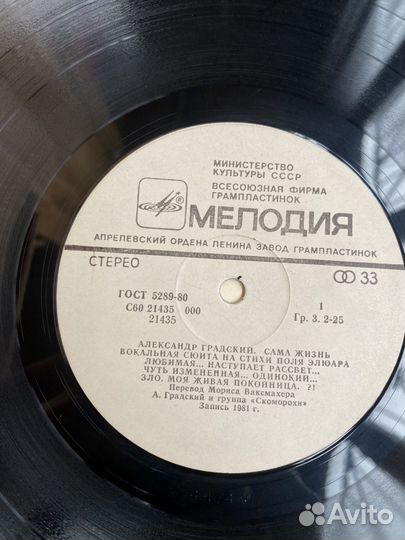 МИНИСТЕРСТВО
КУЛЬТУРЫ СССР
ВСЕСОЮЗНАЯ ФИРМА
ГРАМПЛАСТИНОК
МЕЛОДИЯ
АПРЕЛЕВСКИЙ ОРДЕНА ЛЕНИНА ЗАВОД ГРАМПЛАСТИНОК
СТЕРЕО 33
ГОСТ 5289-80 1
С60 21435 000 Гр. 3. 2-25
21435
АЛЕКСАНДР ГРАДСКИЙ. САМА ЖИЗНЬ
ВОКАЛЬНАЯ СЮИТА НА СТИХИ ПОЛЯ ЭЛЮАРА
ЛЮБИМАЯ... НАСТУПАЕТ РАССВЕТ...
ЧУТЬ ИЗМЕНЕННАЯ... ОДИНОКИЙ...
ЗЛО. МОЯ ЖИВАЯ ПОКОЙНИЦА. ?!
Перевод Мориса Ваксмахера
А. Градский и группа «Скоморохи»
Запись 1981 г.
Avito